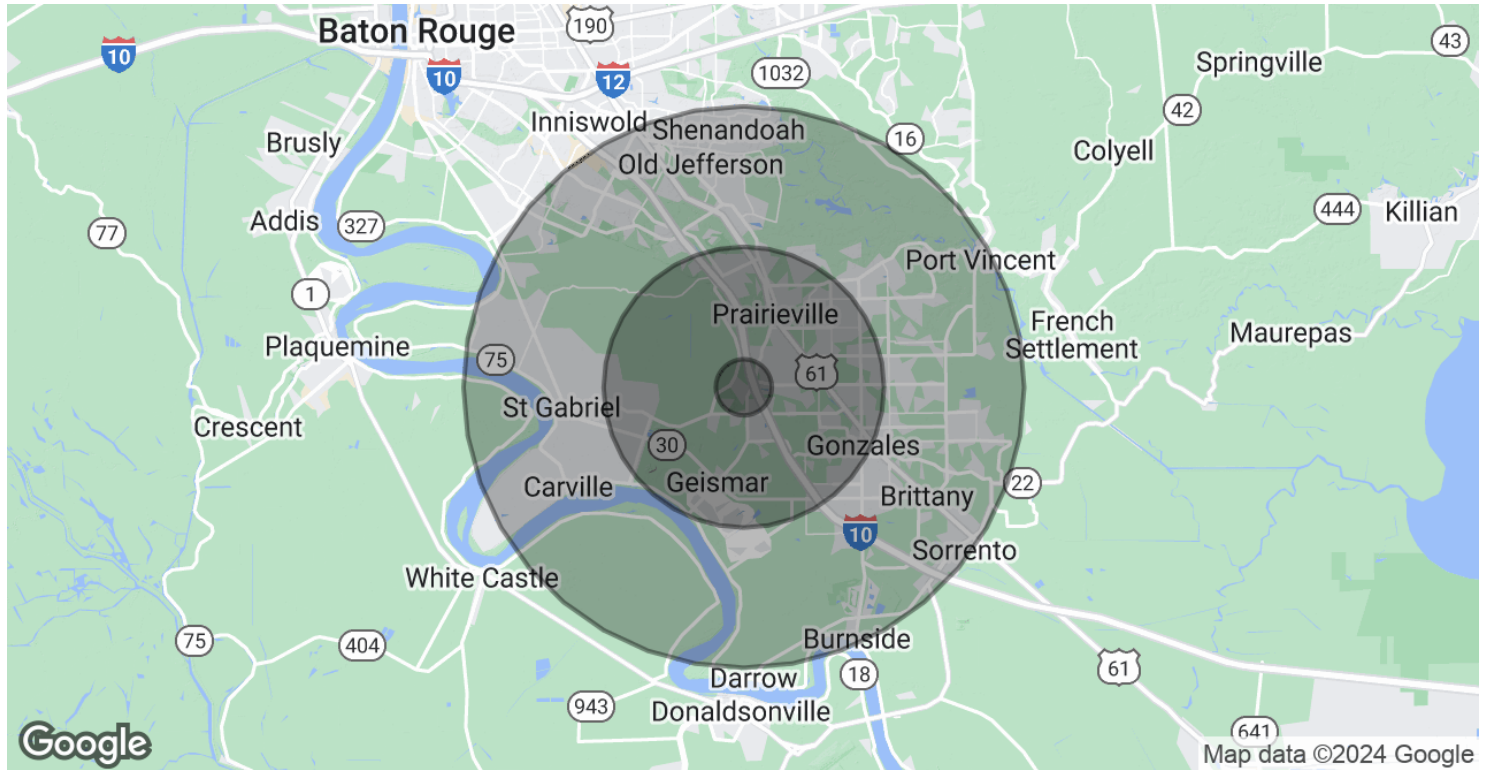 190
Baton Rouge
10
10
12
1032
43
Springville
42
Inniswold
Shenandoah
16
Brusly
Old Jefferson
Colyell
Addis
327
444
Killian
77
Port Vincent
1
Prairieville
French
Settlement
Maurepas
Plaquemine
75
61
St Gabriel
Crescent
30
Gonzales
Geismar
Carville
Brittany
22
10
Sorrento
White Castle
75
404
Burnside
61
18
Darrow
943
Donaldsonville
641
Google
Map data ©2024 Google